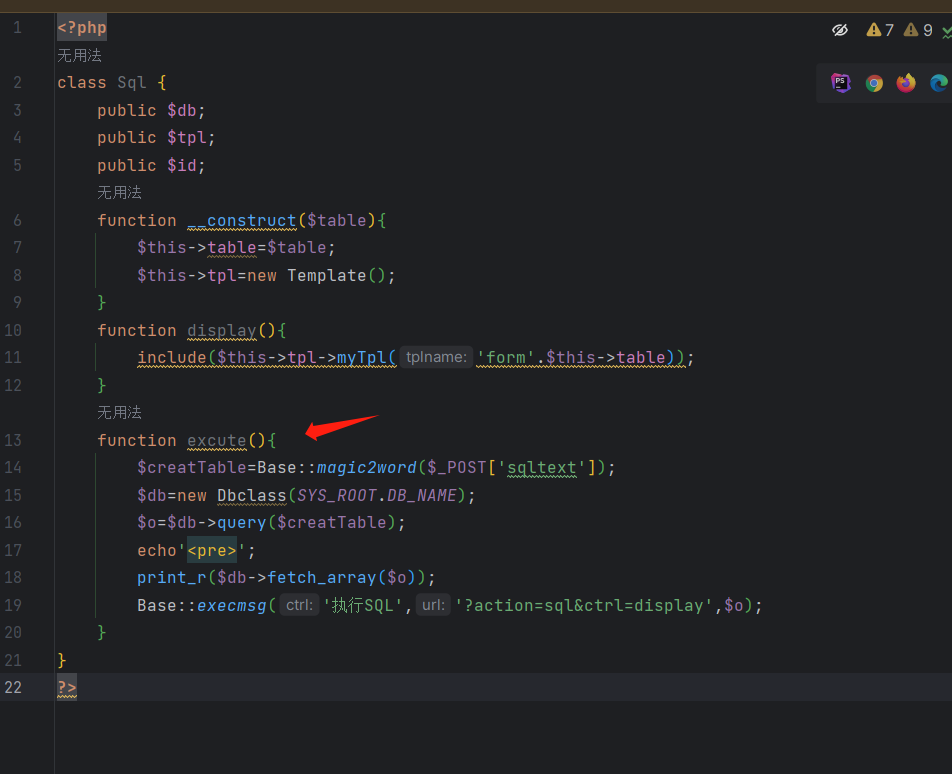 1 <?php
7 9
无用法
2 class Sql {
PS
3 public $db;
4 public $tpl;
5 public $id;
无用法
6 function __construct($table){
7 $this->table=$table;
8 $this->tpl=new Template();
9 }
10 function display(){
11 include($this->tpl->myTpl( tplname: 'form'.$this->table));
12 }
无用法
13 function excute(){
14 $creatTable=Base::magic2word($_POST['sqltext']);
15 $db=new Dbclass(SYS_ROOT.DB_NAME);
16 $o=$db->query($creatTable);
17 echo'<pre>';
18 print_r($db->fetch_array($o));
19 Base::execmsg( ctrl: '执行SQL', url: '?action=sql&ctrl=display',$o);
20 }
21 }
22 ?>